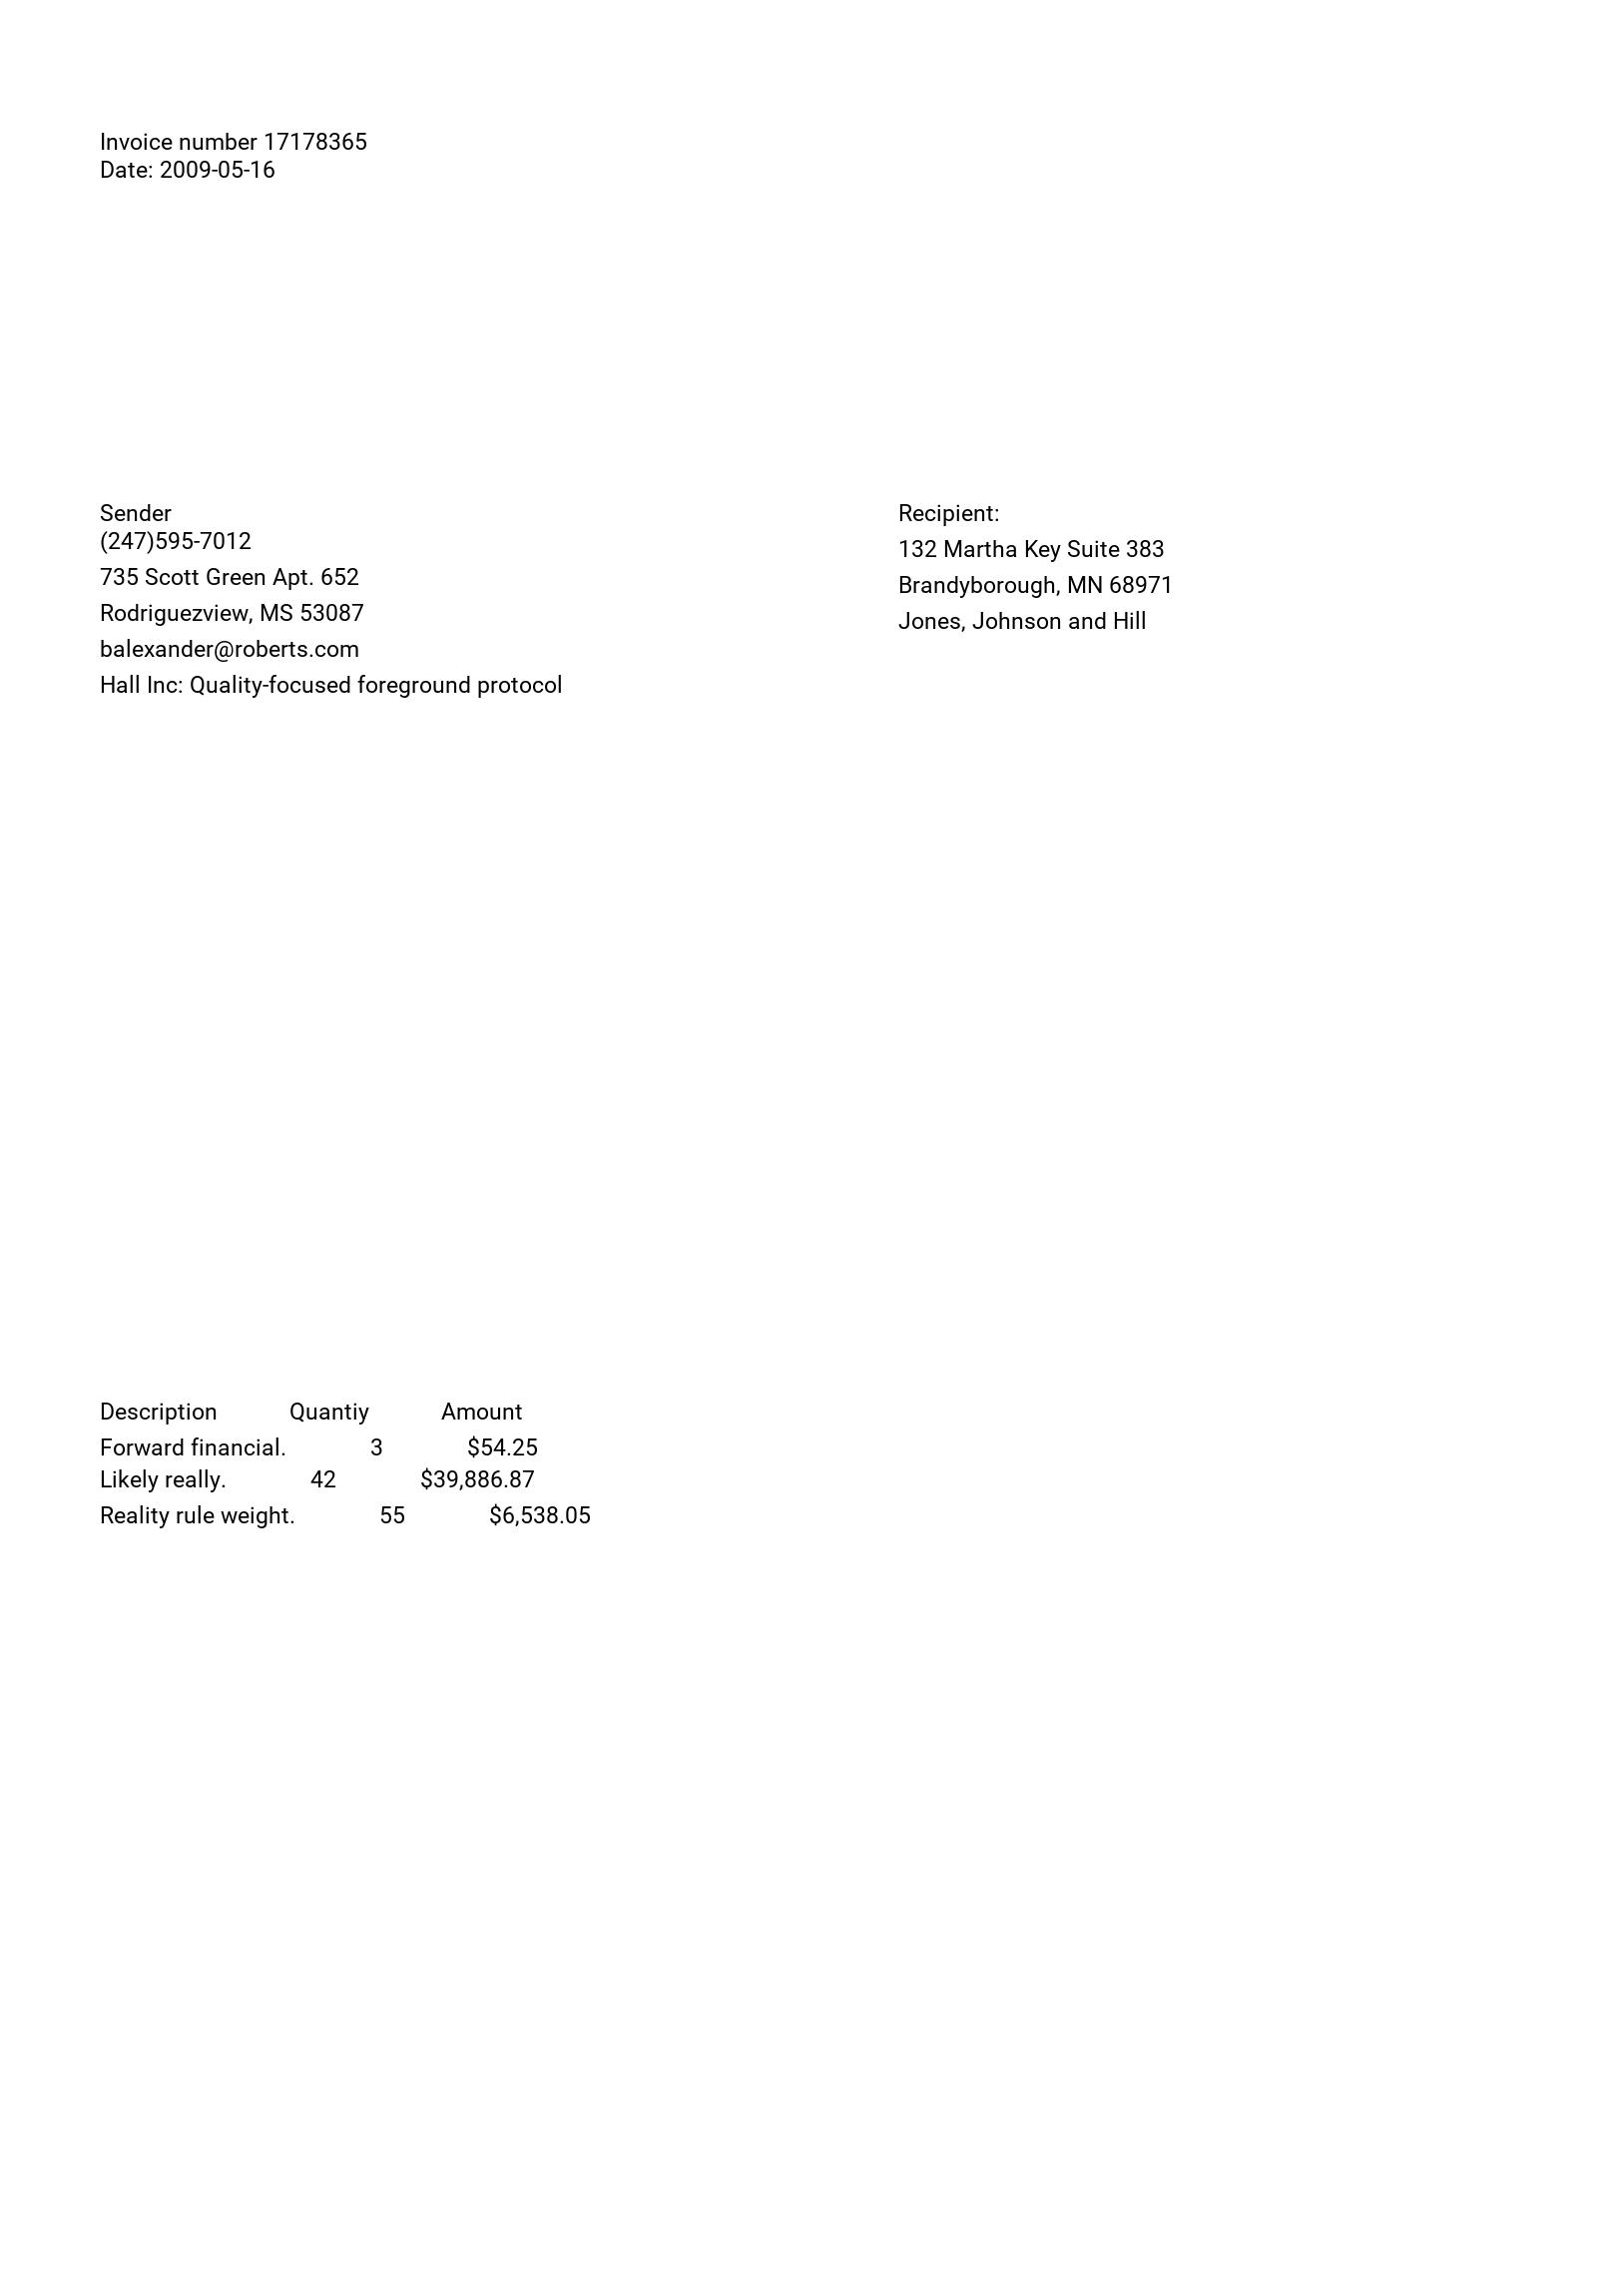 Invoice number 17178365
Date: 2009-05-16
Sender
(247)595-7012
735 Scott Green Apt. 652
Rodriguezview, MS 53087
balexander@roberts.com
Hall Inc: Quality-focused foreground protocol
Recipient:
132 Martha Key Suite 383
Brandyborough, MN 68971
Jones, Johnson and Hill
Description Quantiy Amount
Forward financial. 3 $54.25
Likely really. 42 $39,886.87
Reality rule weight. 55 $6,538.05